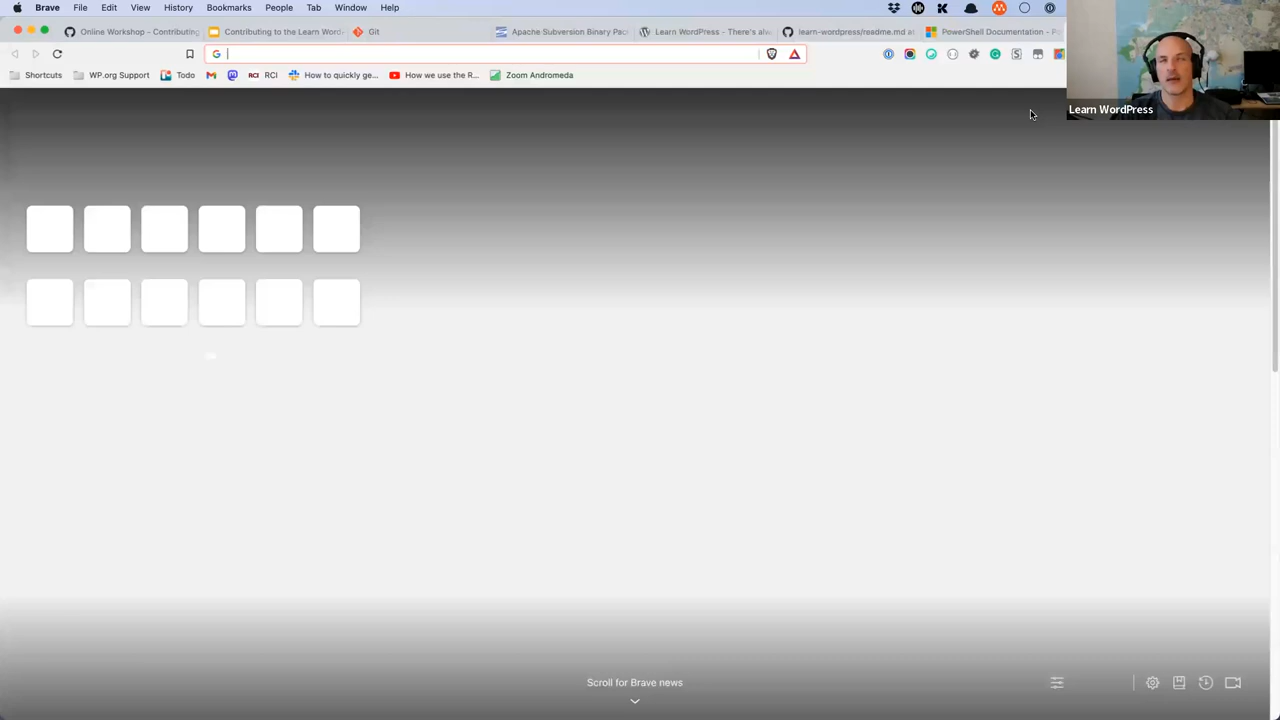 Brave File Edit View History Bookmarks People Tab Window Help
Online Workshop - Contributing
Contributing to the Learn Word
Git
Apache Subversion Binary Pac
Learn WordPress - There's alw
learn-wordpress/readme.md at
PowerShell Documentation - Po
Shortcuts
WP.org Support
Todo
RCI RCI
How to quickly ge...
How we use the R...
Zoom Andromeda
Learn WordPress
Scroll for Brave news